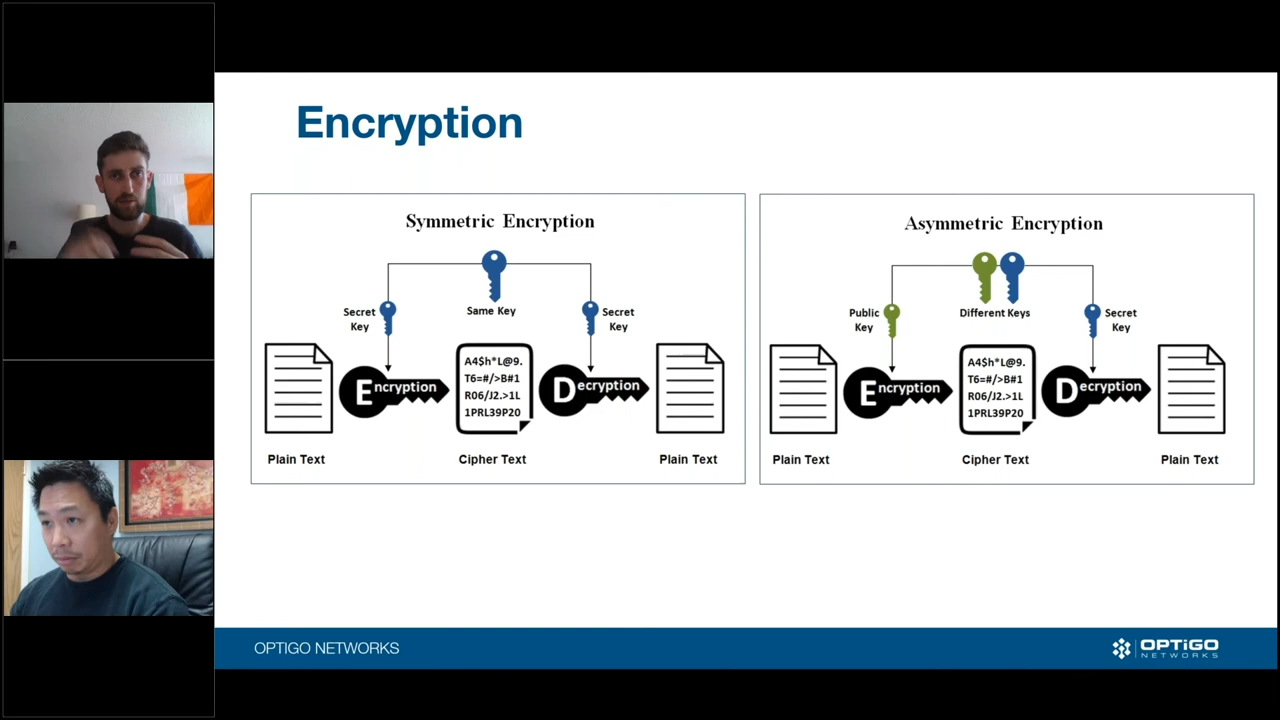 Encryption
Symmetric Encryption
Secret
Key
Same Key
Secret
Key
Encryption
A4$h*L@9.
T6=#/>B#1
R06/J2.>1L
1PRL39P20
Decryption
Plain Text
Cipher Text
Plain Text
Asymmetric Encryption
Public
Key
Different Keys
Secret
Key
Encryption
A4$h*L@9.
T6=#/>B#1
R06/J2.>1L
1PRL39P20
Decryption
Plain Text
Cipher Text
Plain Text
OPTIGO NETWORKS
OPTiGO
NETWORKS